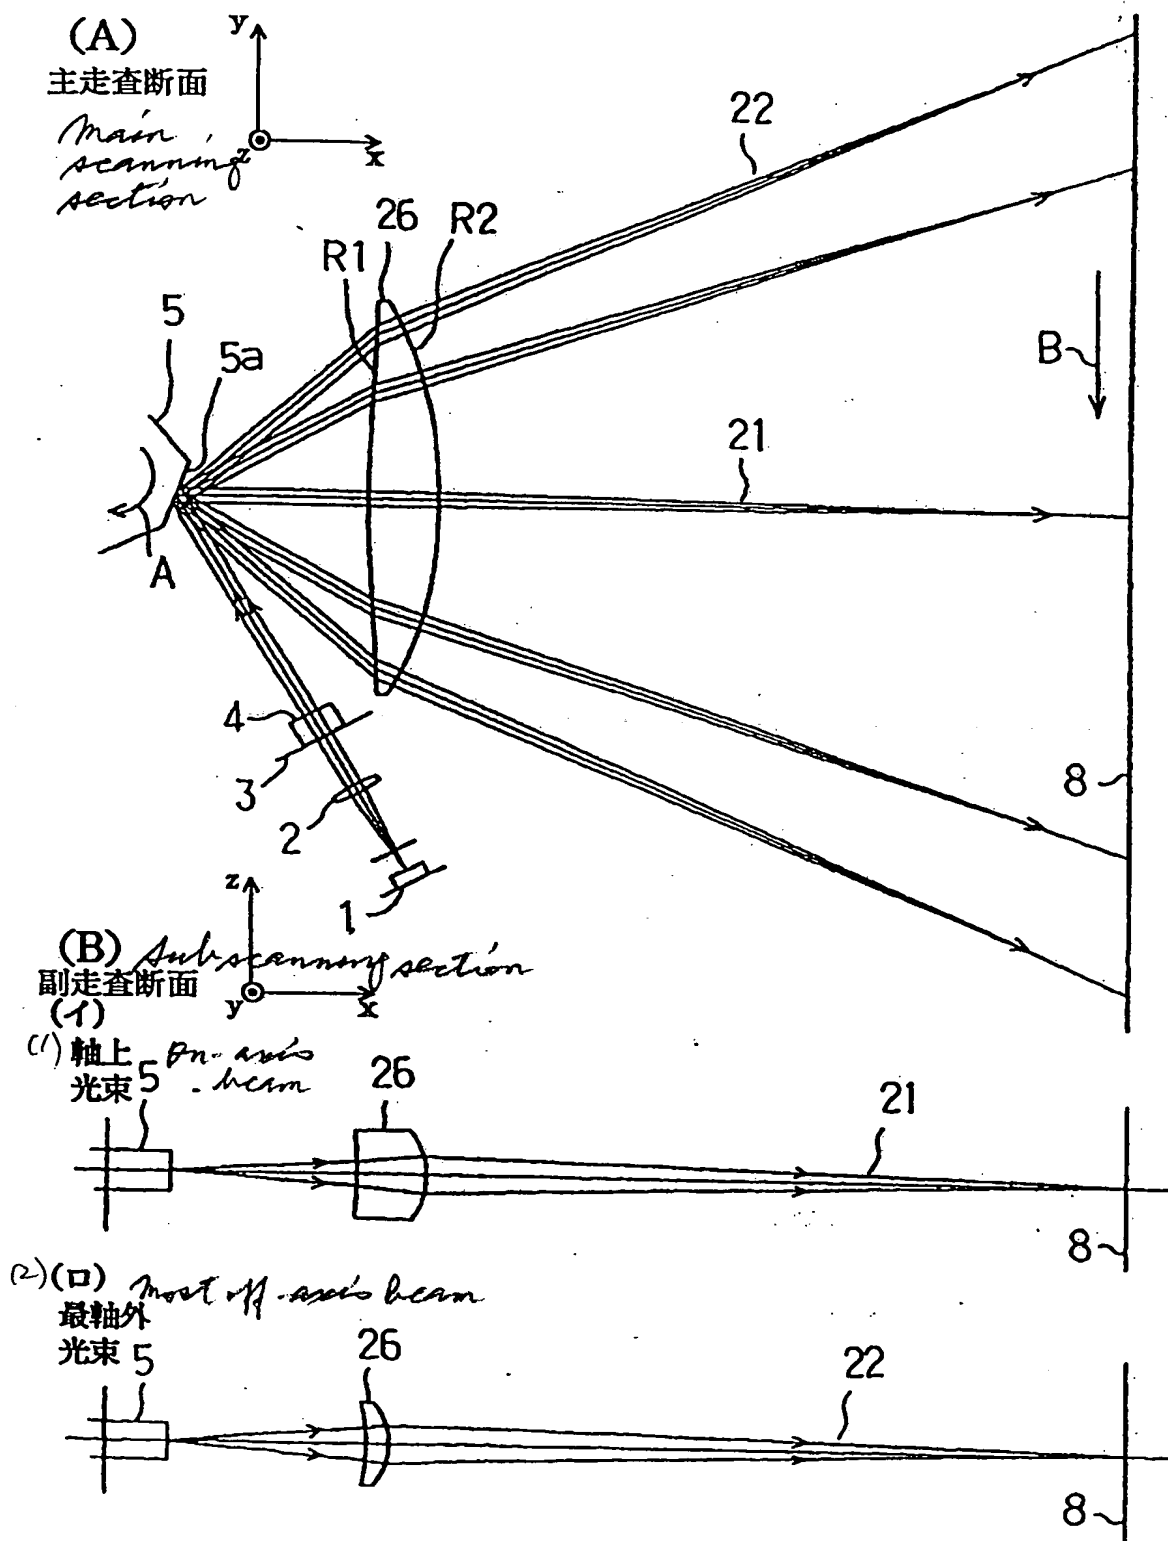 (A)
主走査断面
Main
scanning
section
y
z
x
22
26
R2
R1
5
5a
B
21
A
4
3
2
8
1
z
(B) Subscanning section
副走査断面
y
x
(イ)
(1) 軸上 On-axis
光束 beam
5
26
21
8
(2) (ロ) most off-axis beam
最軸外
光束
5
26
22
8